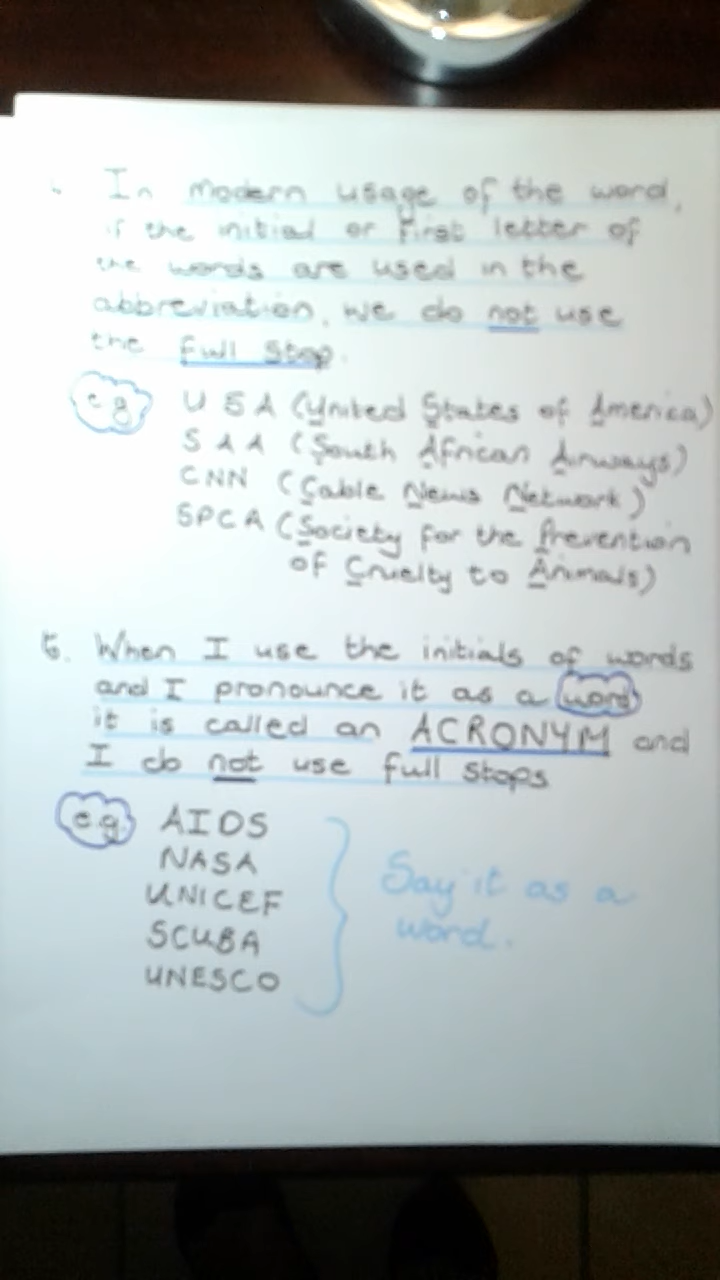 In modern usage of the word,
if the initial or first letter of
the words are used in the
abbreviation, we do not use
the full stop.
e.g USA (United States of America)
SAA (South African Airways)
CNN (Cable News Network)
SPCA (Society for the Prevention
of Cruelty to Animals)
5. When I use the initials of words
and I pronounce it as a word
it is called an ACRONYM and
I do not use full stops
e.g. AIDS
NASA
UNICEF
SCUBA
UNESCO
Say it as a
word.